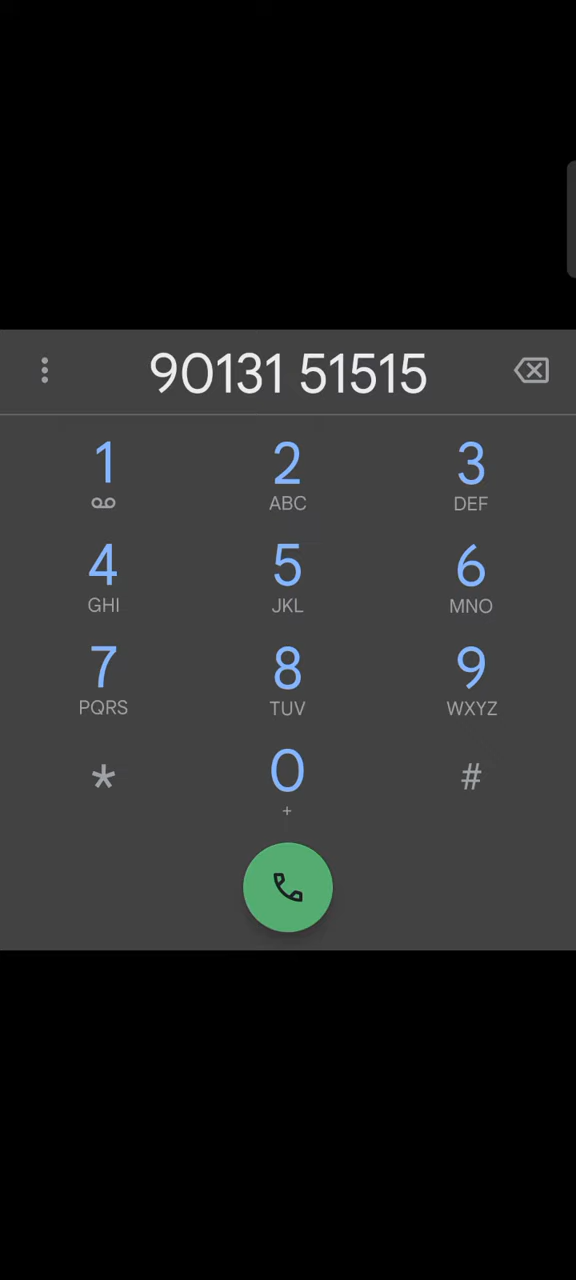 90131 51515
1 2 3
ABC DEF
4 5 6
GHI JKL MNO
7 8 9
PQRS TUV WXYZ
* 0 #
+